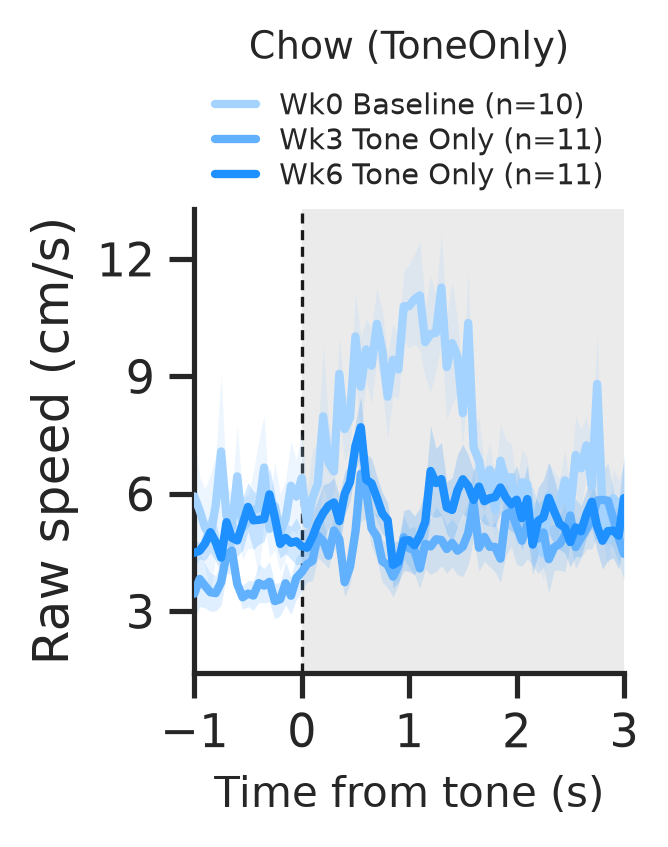 Chow (ToneOnly)
Wk0 Baseline (n=10)
Wk3 Tone Only (n=11)
Wk6 Tone Only (n=11)
Raw speed (cm/s)
12
9
6
3
−1 0 1 2 3
Time from tone (s)